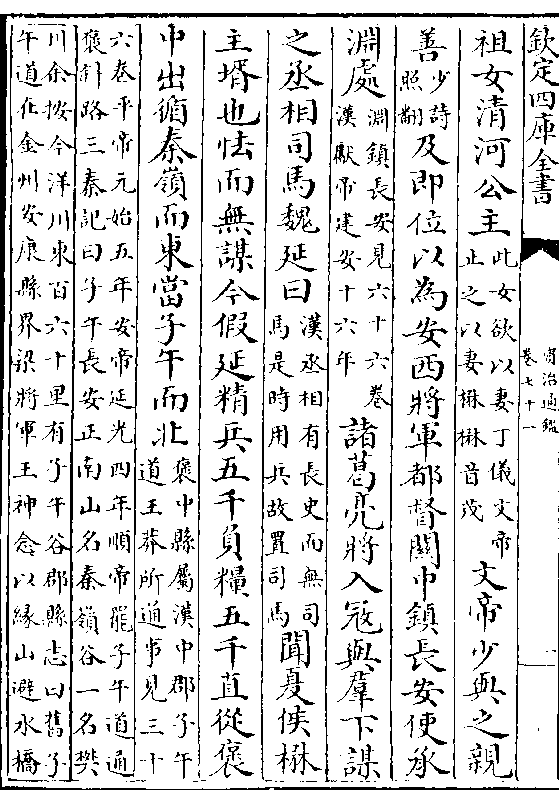 欽定四庫全書
資治通鑑
卷七十一
一
祖女清河公主此女欲以妻丁儀文帝止之以妻楙楙音茂文帝少與之親
善少詩照翻及即位以為安西將軍都督關中鎮長安使承
淵處淵鎮長安見六十六卷漢獻帝建安十六年諸葛亮將入寇與羣下謀
之丞相司馬魏延曰漢丞相有長史而無司馬是時用兵故置司馬聞夏侯楙
主壻也怯而無謀今假延精兵五千負糧五千直從褒
中出循秦嶺而東當子午而北褒中縣屬漢中郡子午道王莽所通事見三十
六卷平帝元始五年安帝延光四年順帝罷子午道通褒斜路三秦記曰子午長安正南山名秦嶺谷一名樊
川余按今洋川東百六十里有子午谷郡縣志曰舊子午道在金州安康縣界梁將軍王神念以緣山避水橋